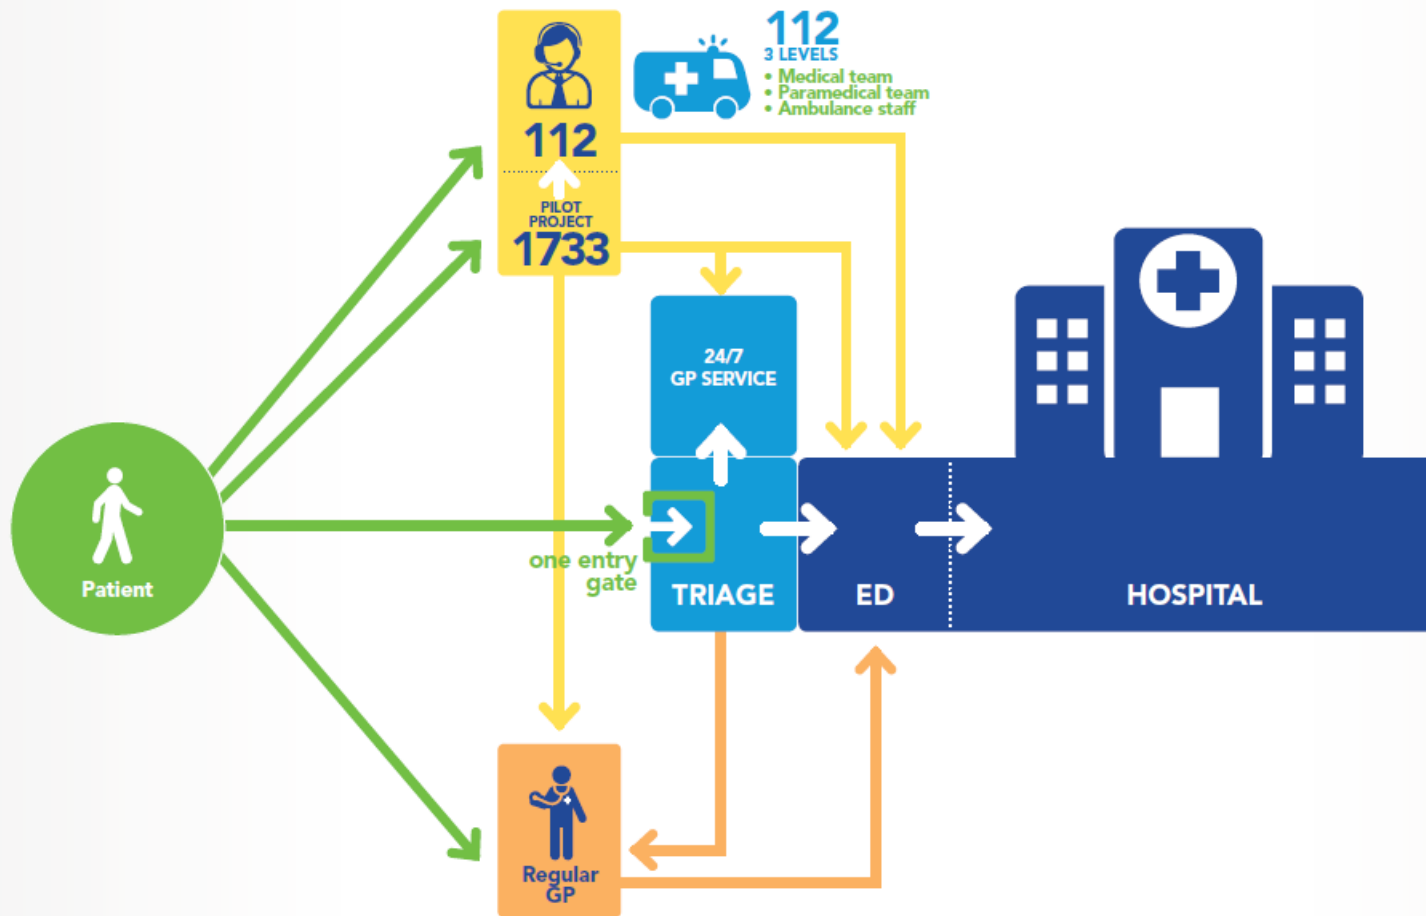 112
3 LEVELS
• Medical team
• Paramedical team
• Ambulance staff
112
PILOT
PROJECT
1733
24/7
GP SERVICE
Patient
one entry
gate
TRIAGE
ED
HOSPITAL
Regular
GP